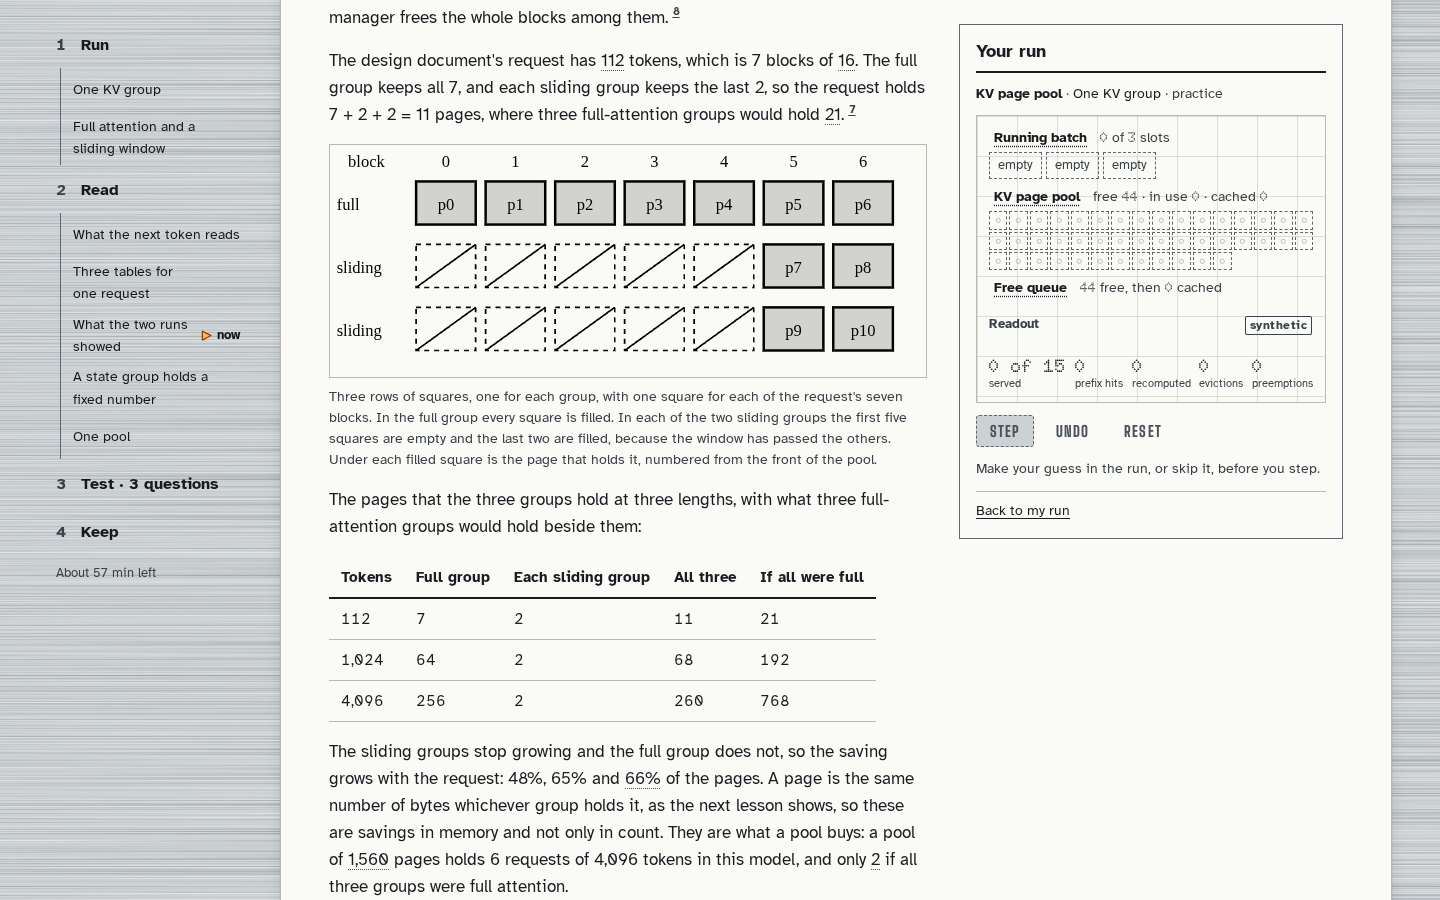 1 Run
One KV group
Full attention and a
sliding window
2 Read
What the next token reads
Three tables for
one request
What the two runs
showed
now
A state group holds a
fixed number
One pool
3 Test · 3 questions
4 Keep
About 57 min left
manager frees the whole blocks among them. 8
The design document's request has 112 tokens, which is 7 blocks of 16. The full
group keeps all 7, and each sliding group keeps the last 2, so the request holds
7 + 2 + 2 = 11 pages, where three full-attention groups would hold 21. 7
block 0 1 2 3 4 5 6
full p0 p1 p2 p3 p4 p5 p6
sliding p7 p8
sliding p9 p10
Three rows of squares, one for each group, with one square for each of the request's seven
blocks. In the full group every square is filled. In each of the two sliding groups the first five
squares are empty and the last two are filled, because the window has passed the others.
Under each filled square is the page that holds it, numbered from the front of the pool.
The pages that the three groups hold at three lengths, with what three full-
attention groups would hold beside them:
Tokens Full group Each sliding group All three If all were full
112 7 2 11 21
1,024 64 2 68 192
4,096 256 2 260 768
The sliding groups stop growing and the full group does not, so the saving
grows with the request: 48%, 65% and 66% of the pages. A page is the same
number of bytes whichever group holds it, as the next lesson shows, so these
are savings in memory and not only in count. They are what a pool buys: a pool
of 1,560 pages holds 6 requests of 4,096 tokens in this model, and only 2 if all
three groups were full attention.
Your run
KV page pool · One KV group · practice
Running batch 0 of 3 slots
empty empty empty
KV page pool free 44 · in use 0 · cached 0
Free queue 44 free, then 0 cached
Readout synthetic
0 of 15 0 0 0 0
served prefix hits recomputed evictions preemptions
STEP UNDO RESET
Make your guess in the run, or skip it, before you step.
Back to my run